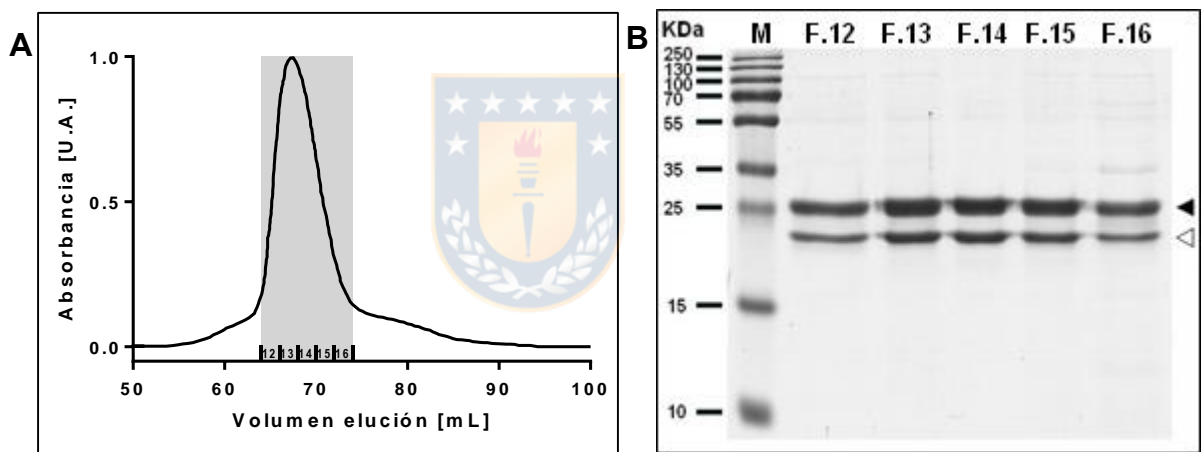 A
1.0
0.5
0.0
Absorbancia [U.A.]
12 13 14 15 16
50 60 70 80 90 100
Volumen elución [mL]
B
KDa M F.12 F.13 F.14 F.15 F.16
250
130
100
70
55
35
25
15
10